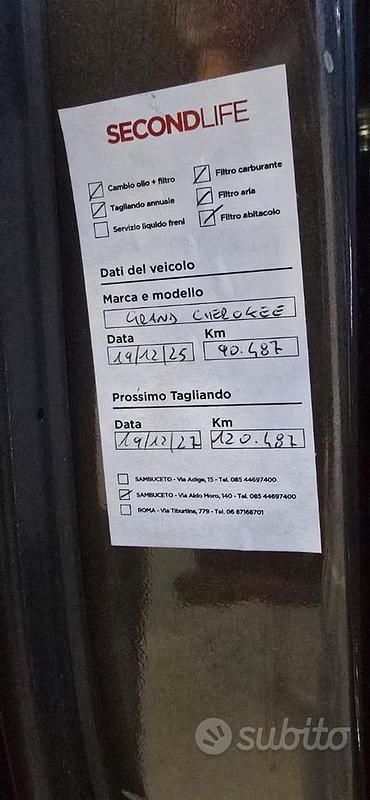 SECONDLIFE
Cambio olio + filtro
Filtro carburante
Tagliando annuale
Filtro aria
Servizio liquido freni
Filtro abitacolo
Dati del veicolo
Marca e modello
GRAND CHEROKEE
Data Km
19/12/25 90.487
Prossimo Tagliando
Data Km
19/12/27 120.487
SAMBUCETO - Via Adige, 15 - Tel. 085 44697400
SAMBUCETO - Via Aldo Moro, 140 - Tel. 085 44697400
ROMA - Via Tiburtina, 779 - Tel. 06 87168701
subito